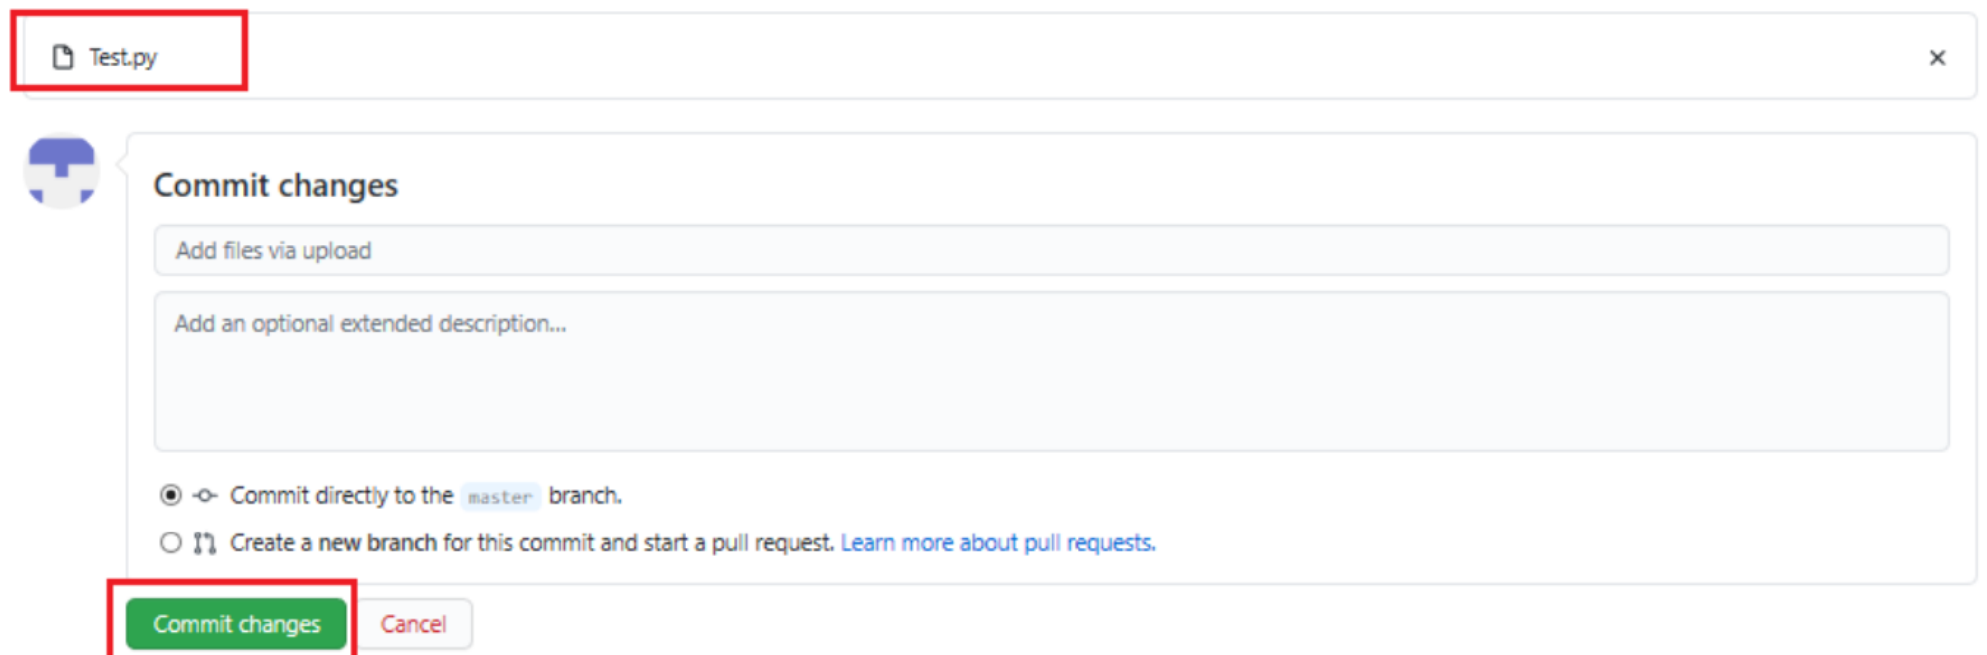 Test.py
Commit changes
Add files via upload
Add an optional extended description...
Commit directly to the master branch.
Create a new branch for this commit and start a pull request. Learn more about pull requests.
Commit changes Cancel